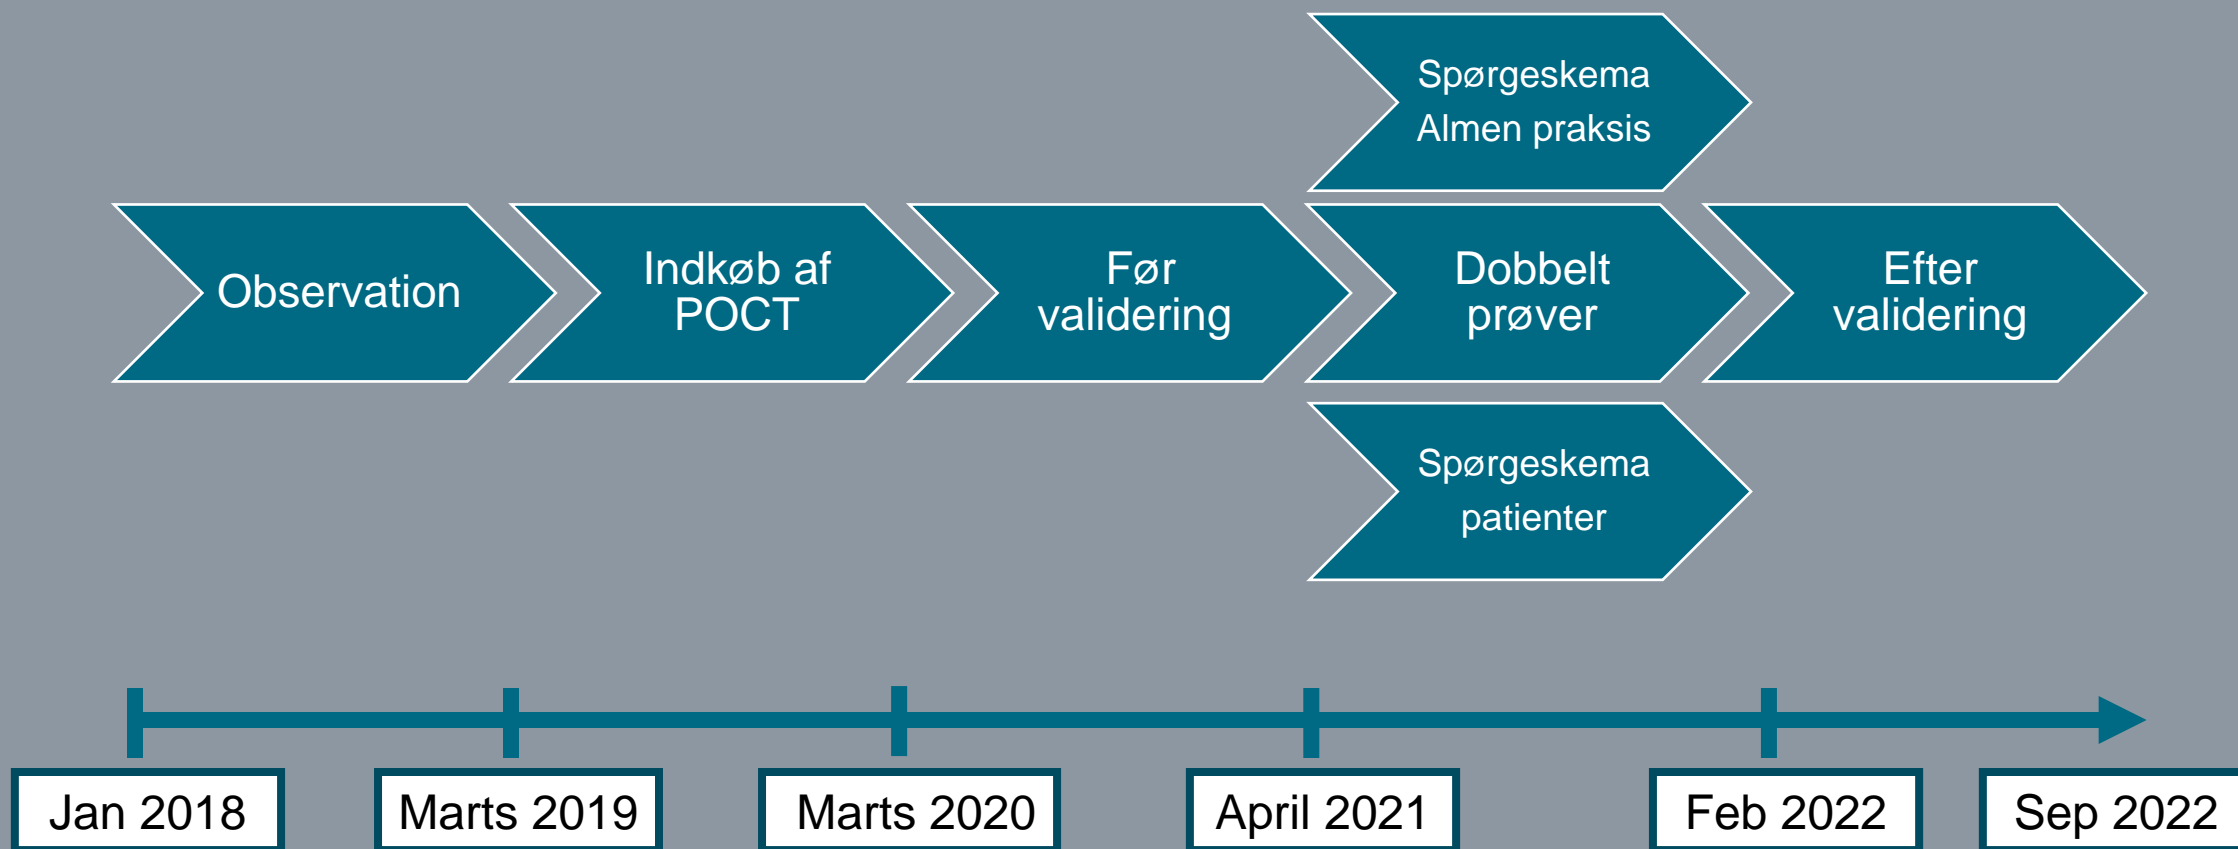 Spørgeskema
Almen praksis
Observation
Indkøb af
POCT
Før
validering
Dobbelt
prøver
Efter
validering
Spørgeskema
patienter
Jan 2018
Marts 2019
Marts 2020
April 2021
Feb 2022
Sep 2022